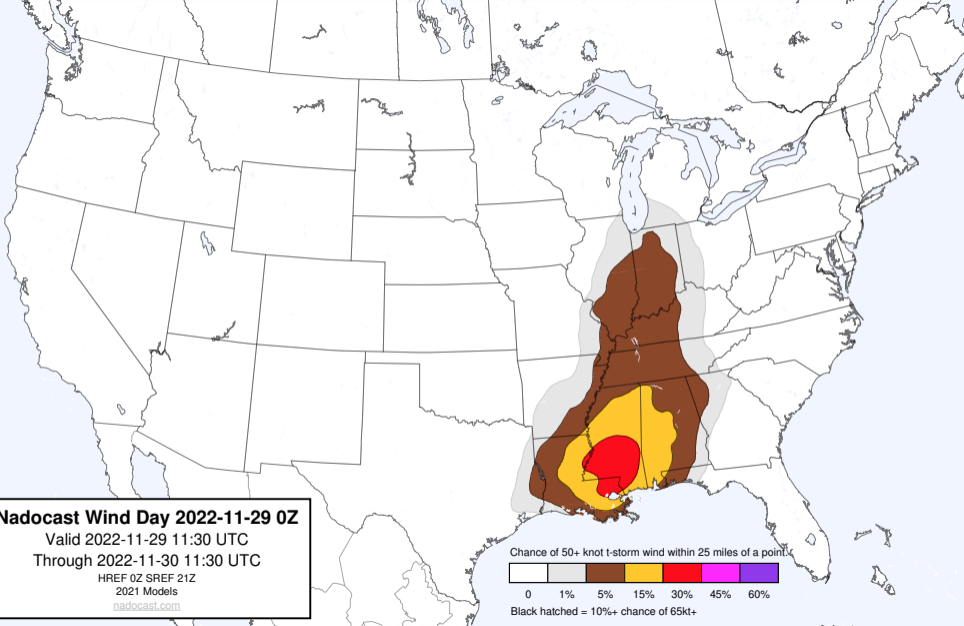 Nadocast Wind Day 2022-11-29 0Z
Valid 2022-11-29 11:30 UTC
Through 2022-11-30 11:30 UTC
HREF 0Z SREF 21Z
2021 Models
nadocast.com
Chance of 50+ knot t-storm wind within 25 miles of a point.
0 1% 5% 15% 30% 45% 60%
Black hatched = 10%+ chance of 65kt+